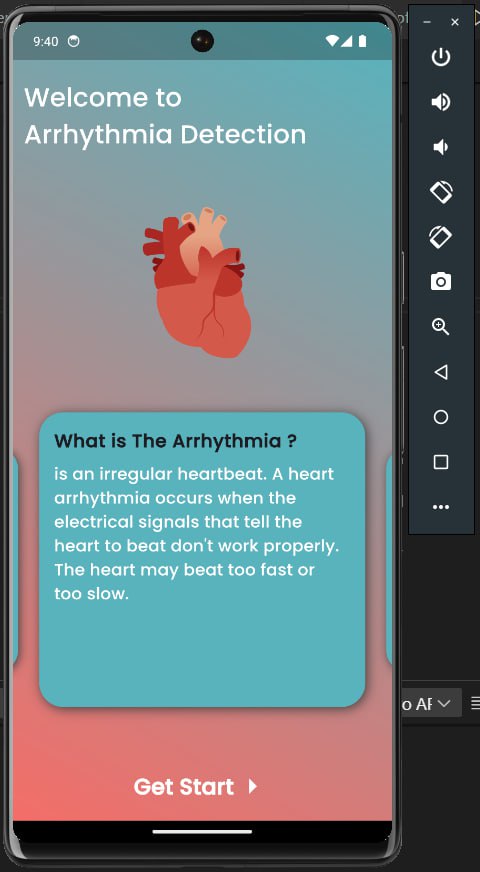 9:40
Welcome to
Arrhythmia Detection
What is The Arrhythmia ?
is an irregular heartbeat. A heart
arrhythmia occurs when the
electrical signals that tell the
heart to beat don't work properly.
The heart may beat too fast or
too slow.
Get Start